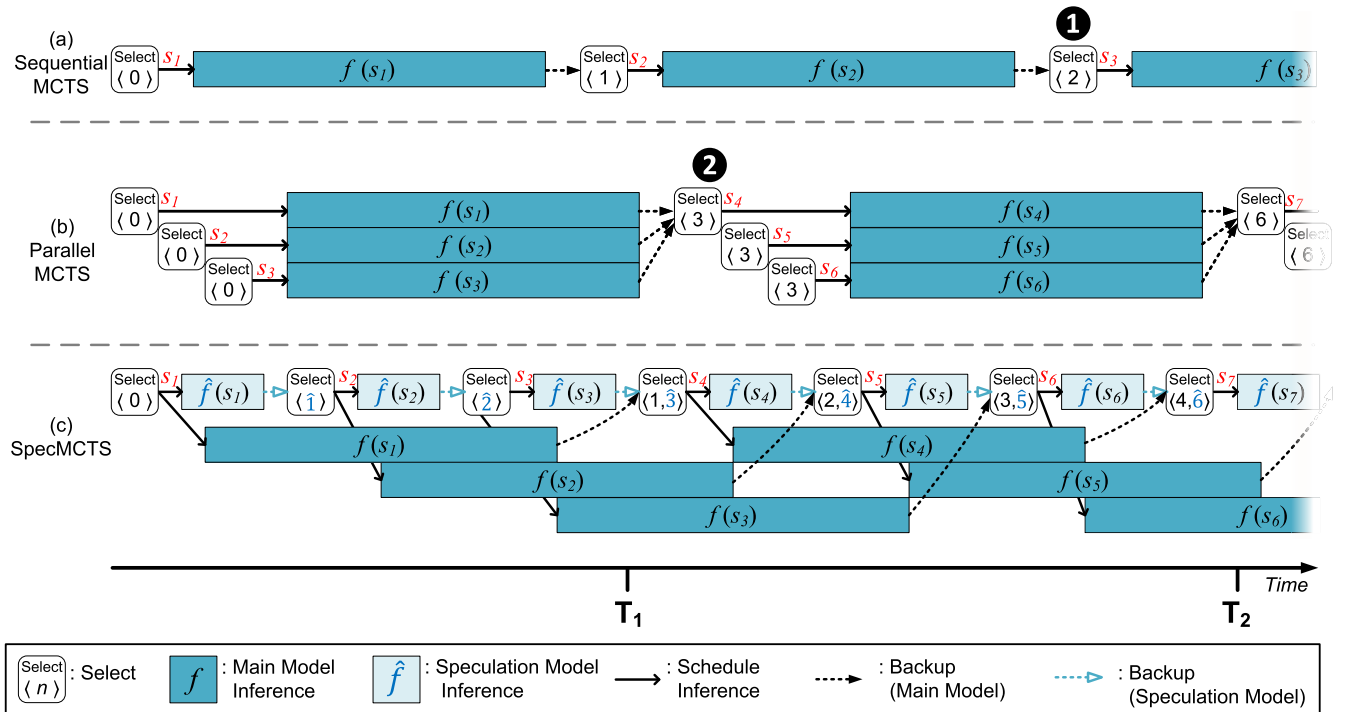 (a)
Sequential
MCTS
❶
Select
⟨ 0 ⟩
s1
f (s1)
Select
⟨ 1 ⟩
s2
f (s2)
Select
⟨ 2 ⟩
s3
f (s3)
(b)
Parallel
MCTS
❷
Select
⟨ 0 ⟩
s1
f (s1)
Select
⟨ 3 ⟩
s4
f (s4)
Select
⟨ 6 ⟩
s7
Select
⟨ 0 ⟩
s2
f (s2)
Select
⟨ 3 ⟩
s5
f (s5)
Select
⟨ 6 ⟩
Select
⟨ 0 ⟩
s3
f (s3)
Select
⟨ 3 ⟩
s6
f (s6)
(c)
SpecMCTS
Select
⟨ 0 ⟩
s1
f̂ (s1)
Select
⟨ 1̂ ⟩
s2
f̂ (s2)
Select
⟨ 2̂ ⟩
s3
f̂ (s3)
Select
⟨1,3̂⟩
s4
f̂ (s4)
Select
⟨2,4̂⟩
s5
f̂ (s5)
Select
⟨3,5̂⟩
s6
f̂ (s6)
Select
⟨4,6̂⟩
s7
f̂ (s7)
f (s1)
f (s4)
f (s2)
f (s5)
f (s3)
f (s6)
Time
T1
T2
Select
⟨ n ⟩
: Select
f
: Main Model
Inference
f̂
: Speculation Model
Inference
: Schedule
Inference
: Backup
(Main Model)
: Backup
(Speculation Model)